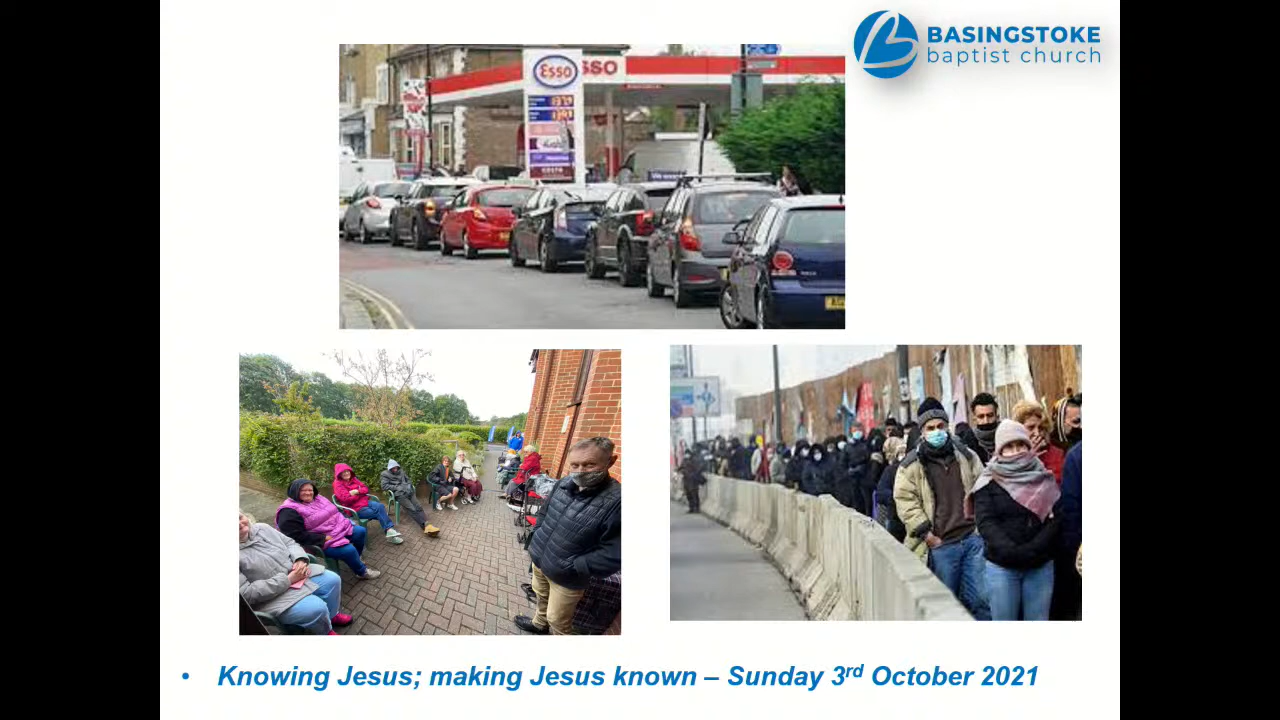 BASINGSTOKE
baptist church
Esso
ESSO
• Knowing Jesus; making Jesus known – Sunday 3rd October 2021